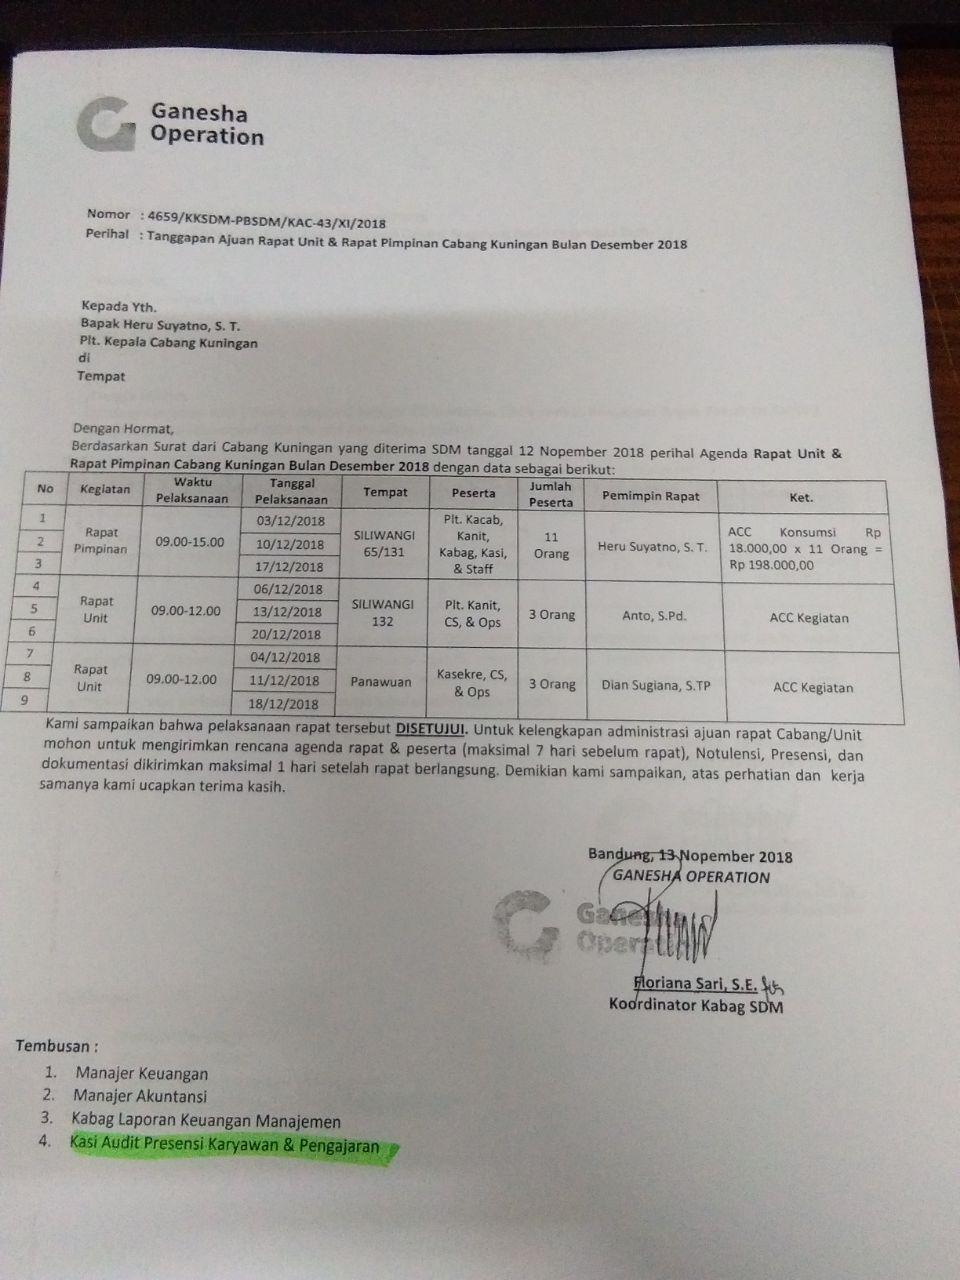 Ganesha
Operation
Nomor : 4659/KKSDM-PBSDM/KAC-43/XI/2018
Perihal : Tanggapan Ajuan Rapat Unit & Rapat Pimpinan Cabang Kuningan Bulan Desember 2018
Kepada Yth.
Bapak Heru Suyatno, S. T.
Plt. Kepala Cabang Kuningan
di
Tempat
Dengan Hormat,
Berdasarkan Surat dari Cabang Kuningan yang diterima SDM tanggal 12 Nopember 2018 perihal Agenda Rapat Unit &
Rapat Pimpinan Cabang Kuningan Bulan Desember 2018 dengan data sebagai berikut:
No Kegiatan Waktu Pelaksanaan Tanggal Pelaksanaan Tempat Peserta Jumlah Peserta Pemimpin Rapat Ket.
1 Rapat Pimpinan 09.00-15.00 03/12/2018 SILIWANGI 65/131 Plt. Kacab, Kanit, Kabag, Kasi, & Staff 11 Orang Heru Suyatno, S. T. ACC Konsumsi Rp 18.000,00 x 11 Orang = Rp 198.000,00
2 10/12/2018
3 17/12/2018
4 Rapat Unit 09.00-12.00 06/12/2018 SILIWANGI 132 Plt. Kanit, CS, & Ops 3 Orang Anto, S.Pd. ACC Kegiatan
5 13/12/2018
6 20/12/2018
7 Rapat Unit 09.00-12.00 04/12/2018 Panawuan Kasekre, CS, & Ops 3 Orang Dian Sugiana, S.TP ACC Kegiatan
8 11/12/2018
9 18/12/2018
Kami sampaikan bahwa pelaksanaan rapat tersebut DISETUJUI. Untuk kelengkapan administrasi ajuan rapat Cabang/Unit
mohon untuk mengirimkan rencana agenda rapat & peserta (maksimal 7 hari sebelum rapat), Notulensi, Presensi, dan
dokumentasi dikirimkan maksimal 1 hari setelah rapat berlangsung. Demikian kami sampaikan, atas perhatian dan kerja
samanya kami ucapkan terima kasih.
Bandung, 13 Nopember 2018
GANESHA OPERATION
Ganesha
Operation
Floriana Sari, S.E.
Koordinator Kabag SDM
Tembusan :
1. Manajer Keuangan
2. Manajer Akuntansi
3. Kabag Laporan Keuangan Manajemen
4. Kasi Audit Presensi Karyawan & Pengajaran